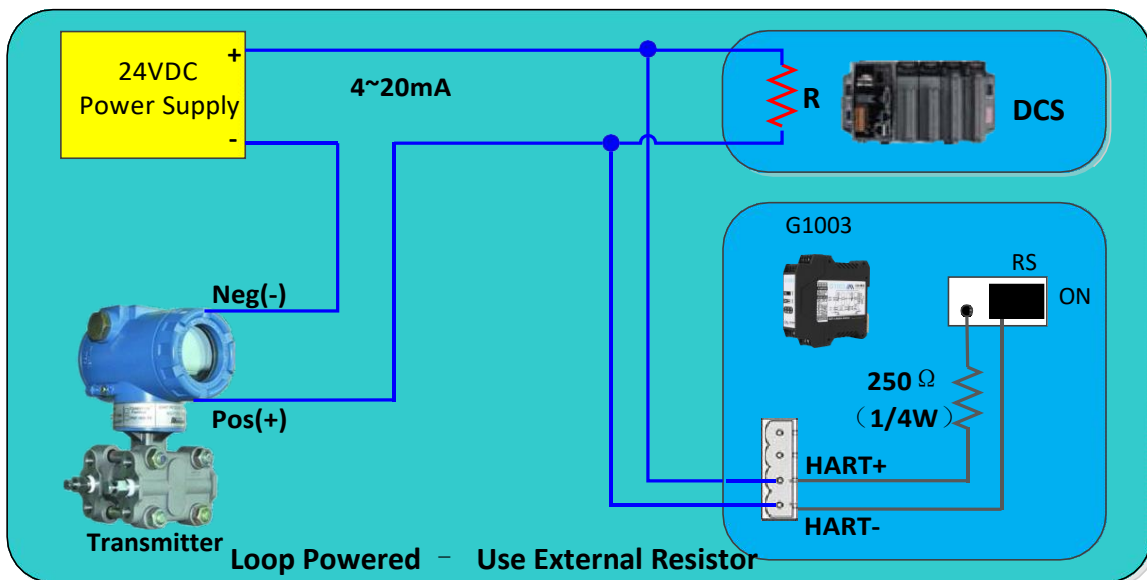 24VDC
Power Supply
+
-
4~20mA
R
DCS
G1003
RS
ON
Neg(-)
Pos(+)
250 Ω
（1/4W）
HART+
HART-
Transmitter
Loop Powered – Use External Resistor